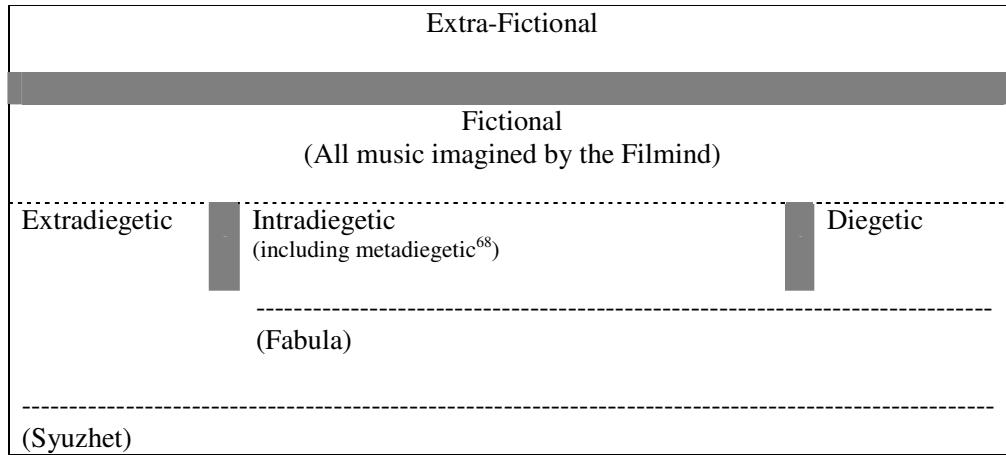 Extra-Fictional
Fictional
(All music imagined by the Filmind)
Extradiegetic Intradiegetic Diegetic
(including metadiegetic68)
(Fabula)
(Syuzhet)